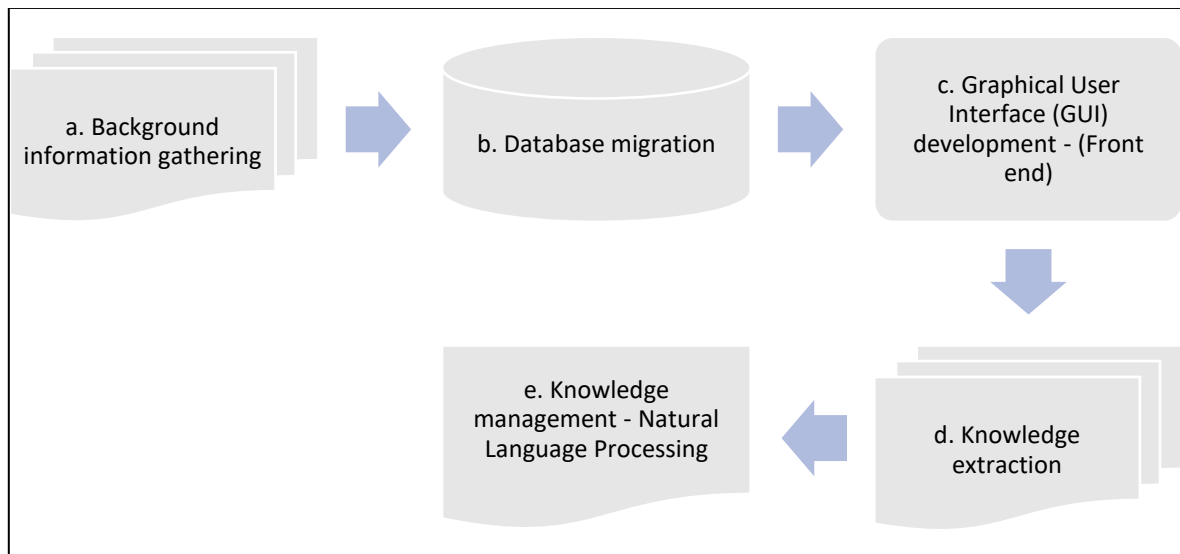 a. Background
information gathering
b. Database migration
c. Graphical User
Interface (GUI)
development - (Front
end)
d. Knowledge
extraction
e. Knowledge
management - Natural
Language Processing